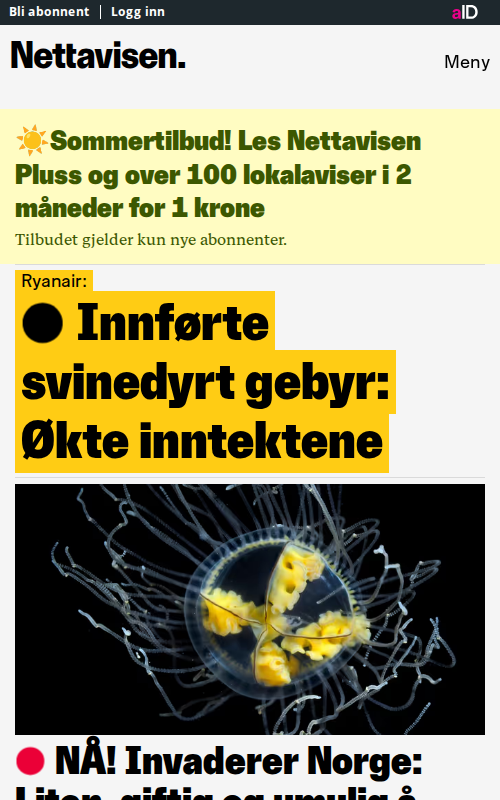 Bli abonnent
Logg inn
aID
Nettavisen.
Meny
☀️Sommertilbud! Les Nettavisen
Pluss og over 100 lokalaviser i 2
måneder for 1 krone
Tilbudet gjelder kun nye abonnenter.
Ryanair:
⚫ Innførte
svinedyrt gebyr:
Økte inntektene
🔴 NÅ! Invaderer Norge:
Liten, giftig og umulig å